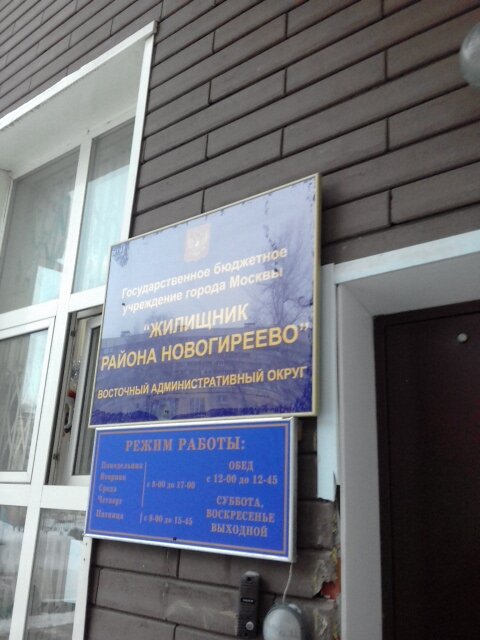 Государственное бюджетное
учреждение города Москвы
"ЖИЛИЩНИК
РАЙОНА НОВОГИРЕЕВО"
ВОСТОЧНЫЙ АДМИНИСТРАТИВНЫЙ ОКРУГ
РЕЖИМ РАБОТЫ:
Понедельник
Вторник
Среда
Четверг
с 8-00 до 17-00
Пятница
с 8-00 до 15-45
ОБЕД
с 12-00 до 12-45
СУББОТА,
ВОСКРЕСЕНЬЕ
ВЫХОДНОЙ